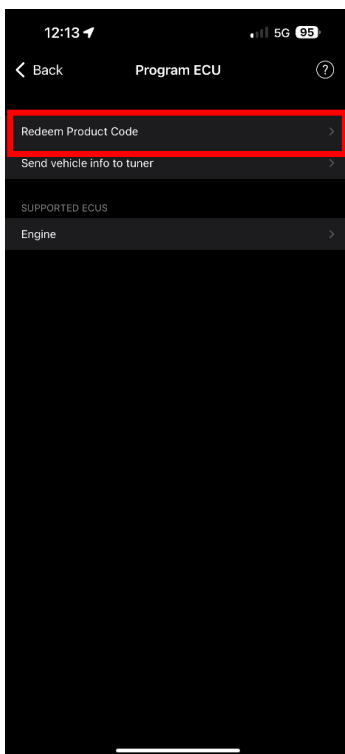 12:13
5G 95
Back
Program ECU
?
Redeem Product Code
Send vehicle info to tuner
SUPPORTED ECUS
Engine